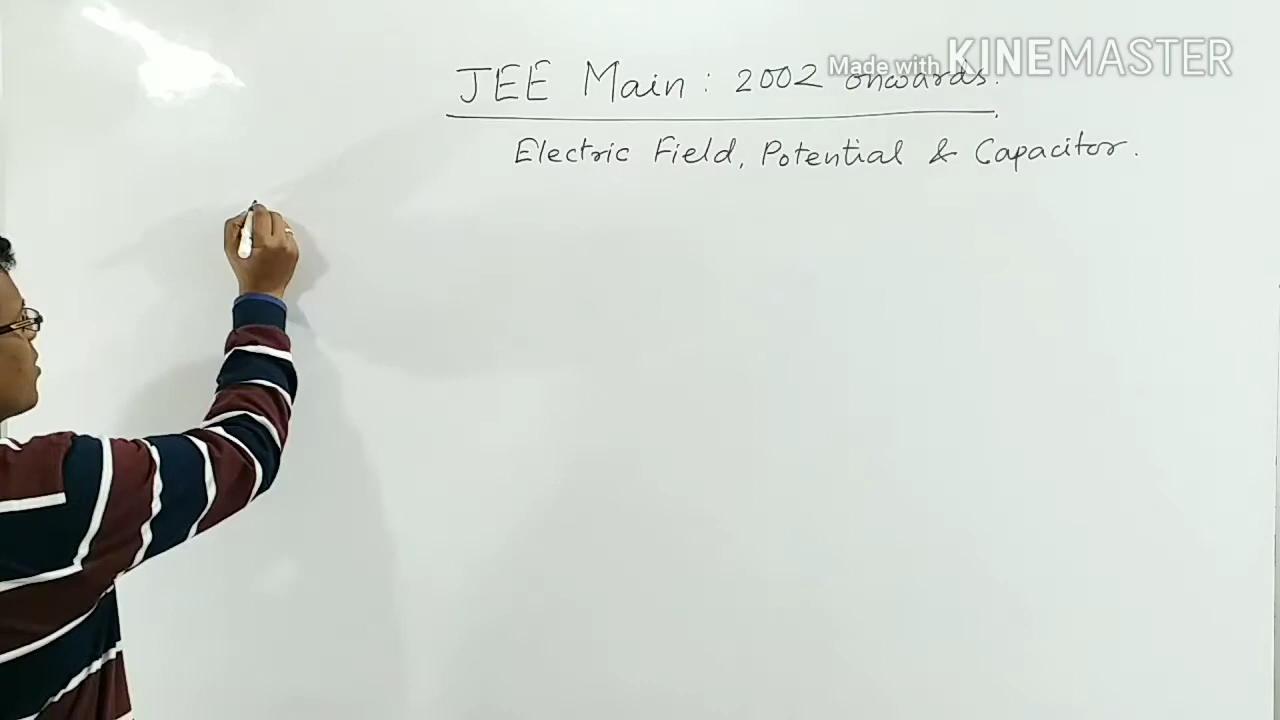 Made with KINEMASTER
JEE Main : 2002 onwards.
Electric Field, Potential & Capacitor.